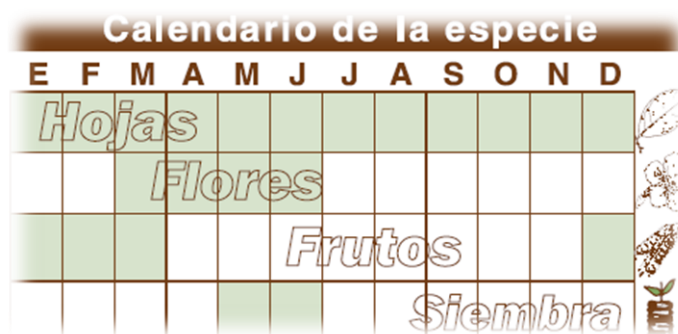 Calendario de la especie
E F M A M J J A S O N D
Hojas
Flores
Frutos
Siembra